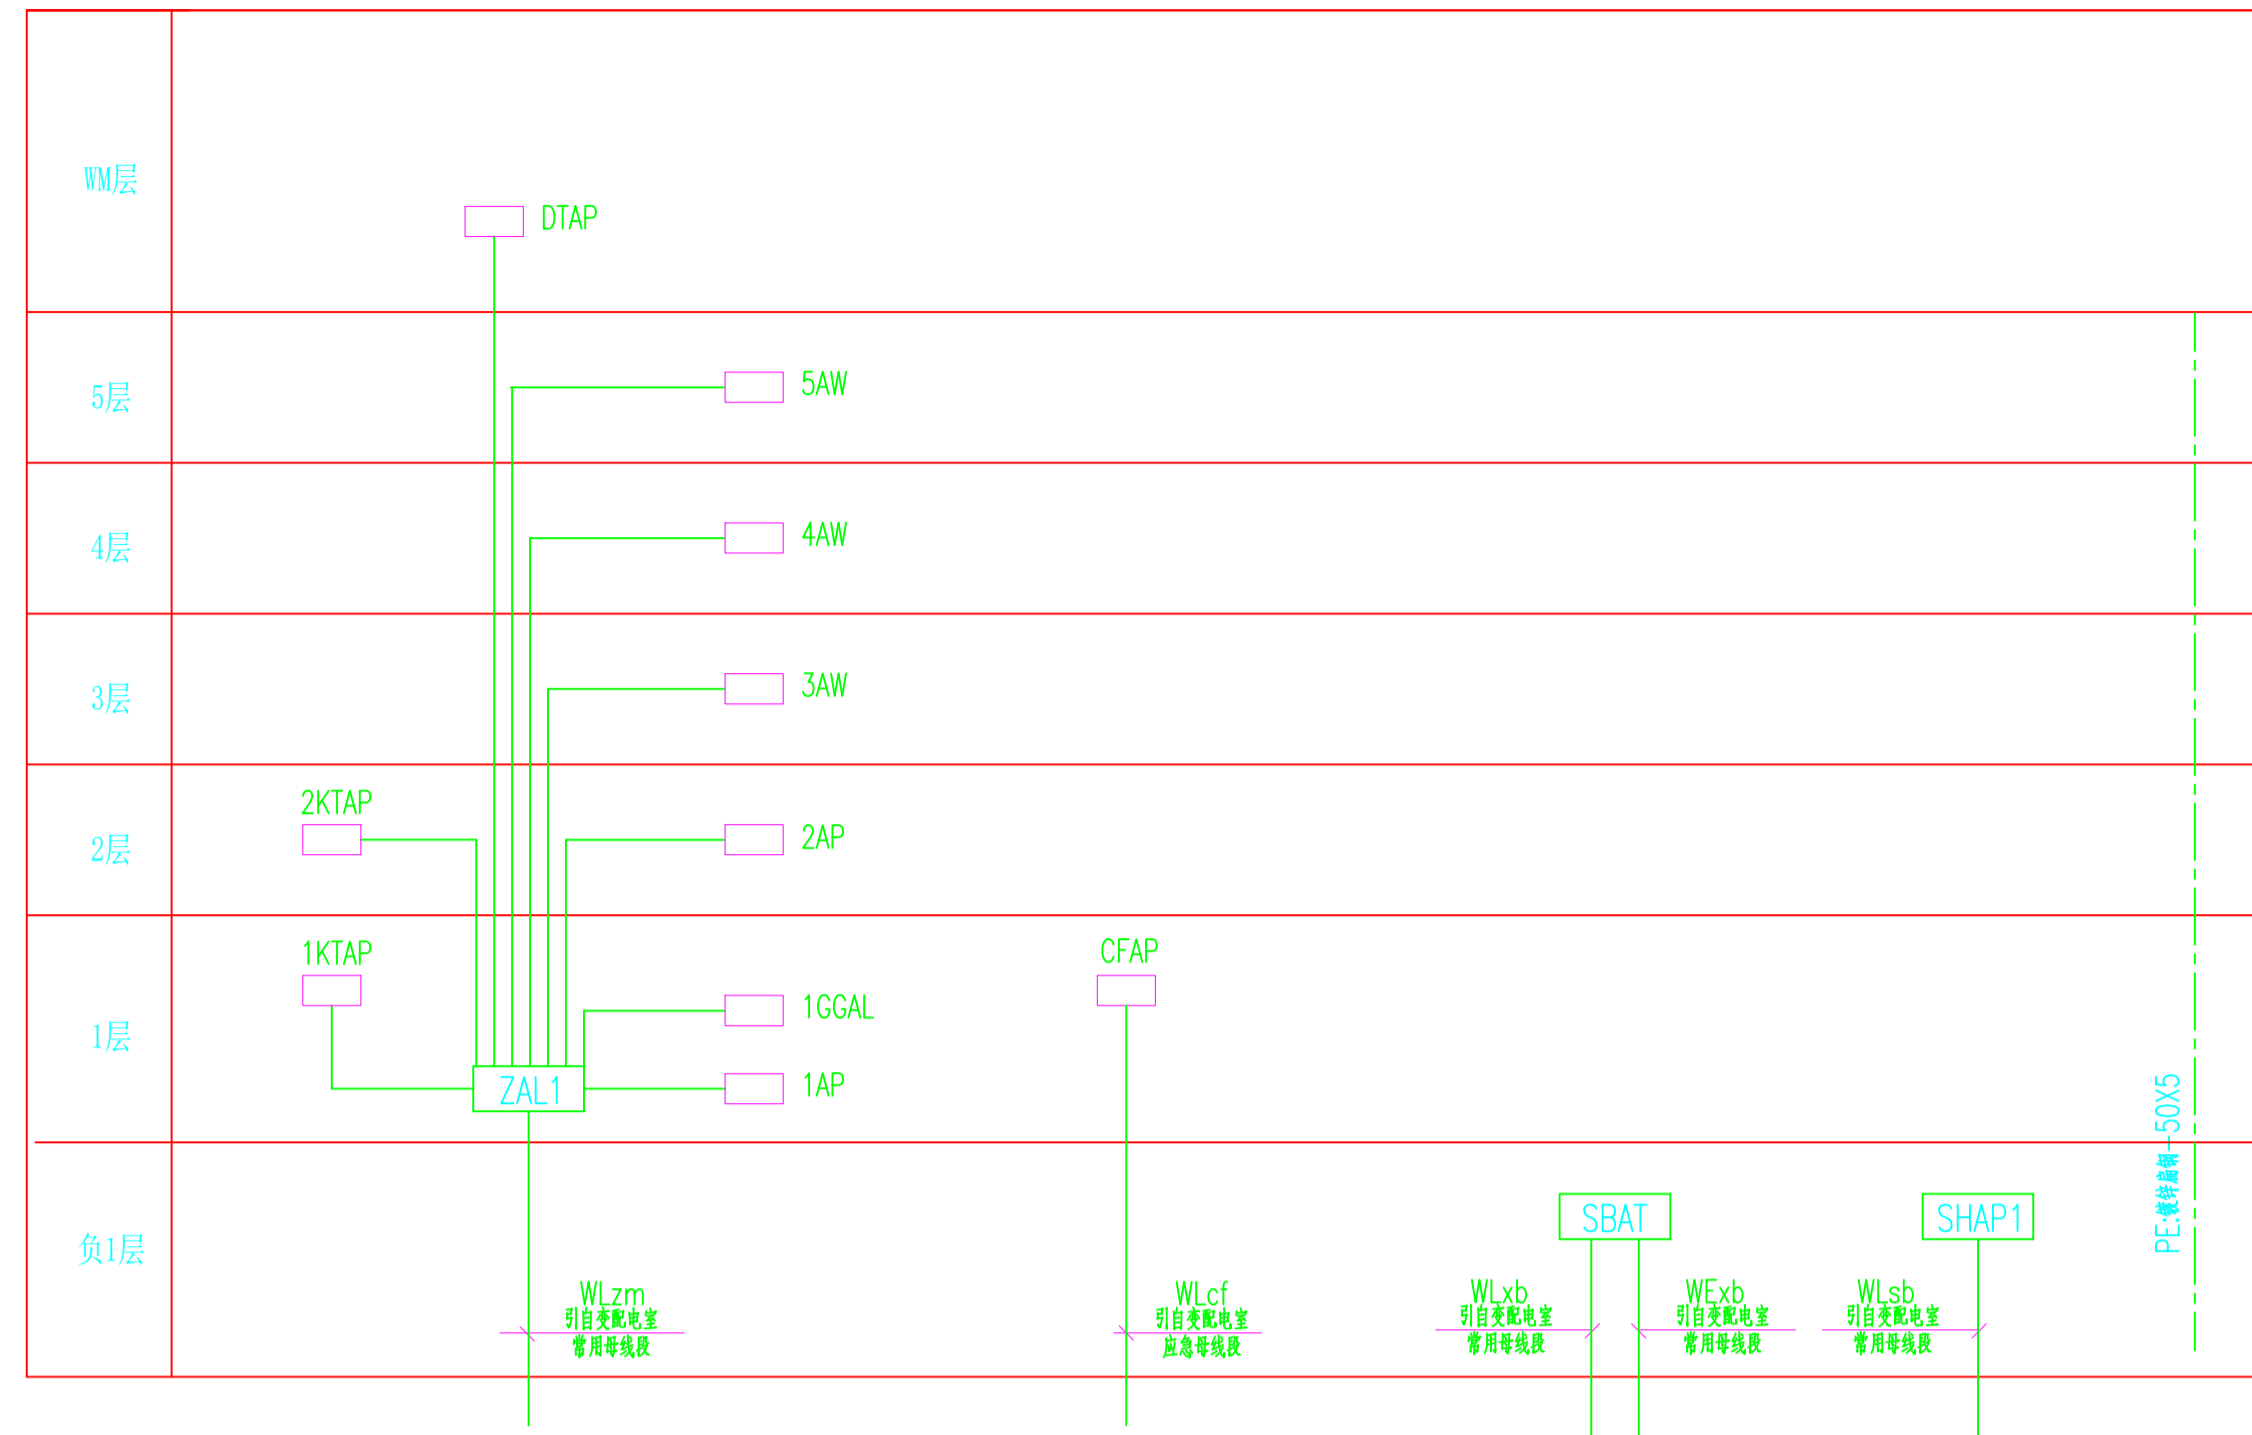 WM层
DTAP
5层
5AW
4层
4AW
3层
3AW
2KTAP
2层
2AP
1KTAP
CFAP
1GGAL
1层
ZAL1
1AP
PE:镀锌扁钢-50X5
负1层
SBAT
SHAP1
WLzm
引自变配电室
常用母线段
WLcf
引自变配电室
应急母线段
WLxb
引自变配电室
常用母线段
WExb
引自变配电室
常用母线段
WLsb
引自变配电室
常用母线段